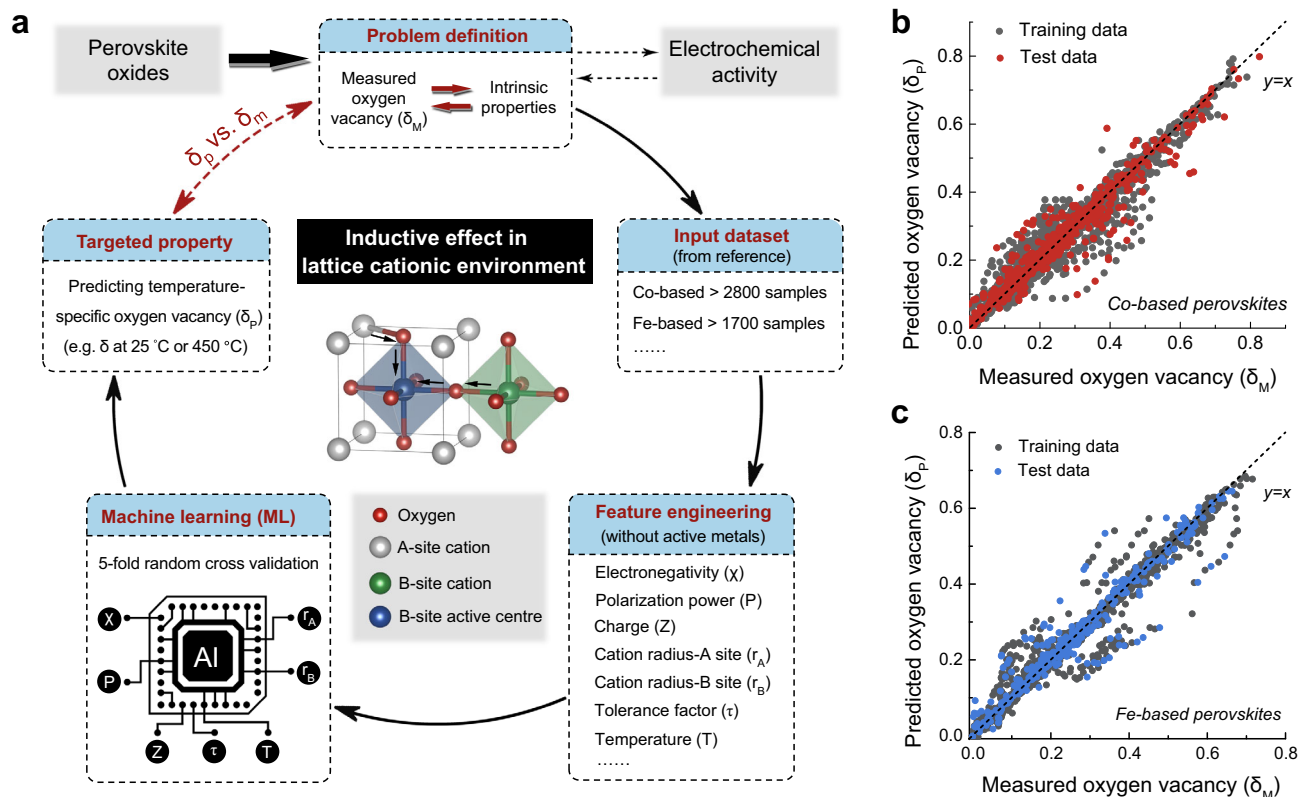 a
Perovskite
oxides
Problem definition
Measured
oxygen
vacancy (δM)
Intrinsic
properties
Electrochemical
activity
δp vs. δm
Targeted property
Predicting temperature-
specific oxygen vacancy (δP)
(e.g. δ at 25 °C or 450 °C)
Inductive effect in
lattice cationic environment
Input dataset
(from reference)
Co-based > 2800 samples
Fe-based > 1700 samples
......
Machine learning (ML)
5-fold random cross validation
χ
P
Z
τ
T
rA
rB
AI
Oxygen
A-site cation
B-site cation
B-site active centre
Feature engineering
(without active metals)
Electronegativity (χ)
Polarization power (P)
Charge (Z)
Cation radius-A site (rA)
Cation radius-B site (rB)
Tolerance factor (τ)
Temperature (T)
......
b
Training data
Test data
y=x
Co-based perovskites
Predicted oxygen vacancy (δP)
0.8
0.6
0.4
0.2
0.0
0.0 0.2 0.4 0.6 0.8
Measured oxygen vacancy (δM)
c
Training data
Test data
y=x
Fe-based perovskites
Predicted oxygen vacancy (δP)
0.8
0.6
0.4
0.2
0.0
0.0 0.2 0.4 0.6 0.8
Measured oxygen vacancy (δM)